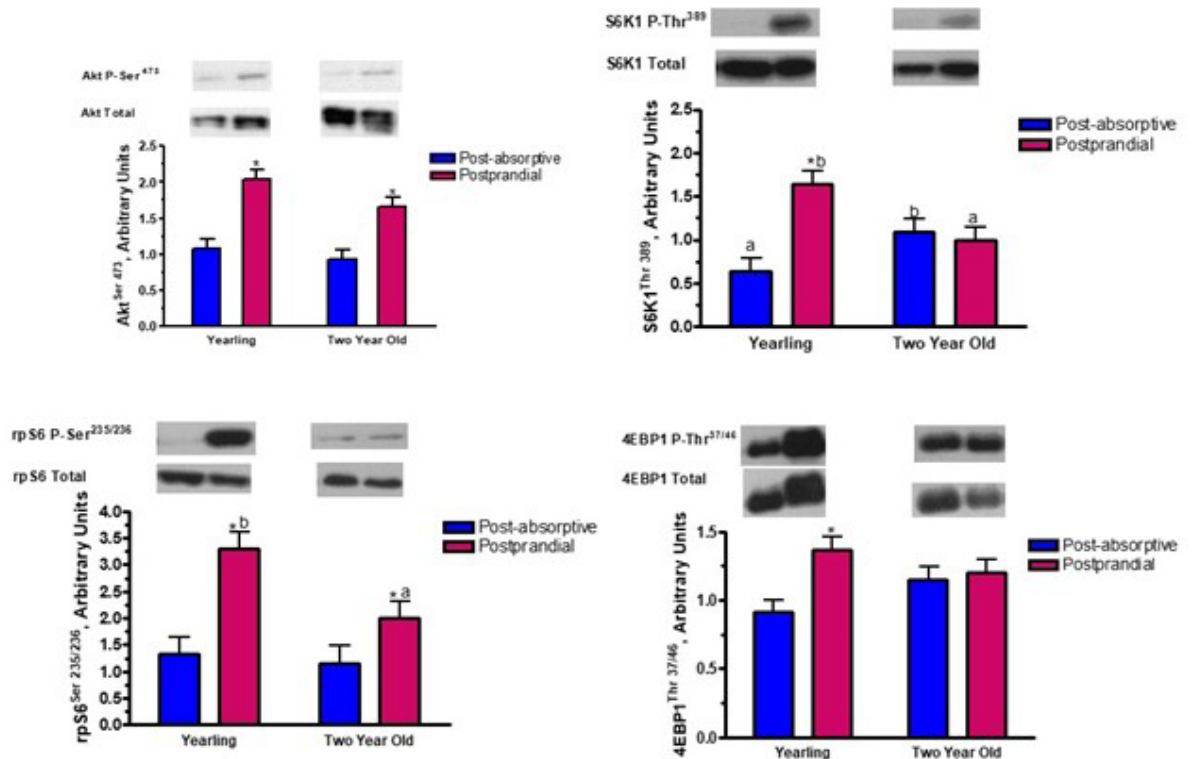 Akt P-Ser473
Akt Total
2.5
2.0
1.5
1.0
0.5
0.0
Akt Ser 473, Arbitrary Units
*
*
Yearling
Two Year Old
Post-absorptive
Postprandial
S6K1 P-Thr389
S6K1 Total
2.5
2.0
1.5
1.0
0.5
0.0
S6K1Thr 389, Arbitrary Units
a
*b
b
a
Yearling
Two Year Old
Post-absorptive
Postprandial
rpS6 P-Ser235/236
rpS6 Total
4.0
3.5
3.0
2.5
2.0
1.5
1.0
0.5
0.0
rpS6Ser 235/236, Arbitrary Units
*b
*a
Yearling
Two Year Old
Post-absorptive
Postprandial
4EBP1 P-Thr37/46
4EBP1 Total
1.5
1.0
0.5
0.0
4EBP1Thr 37/46, Arbitrary Units
*
Yearling
Two Year Old
Post-absorptive
Postprandial